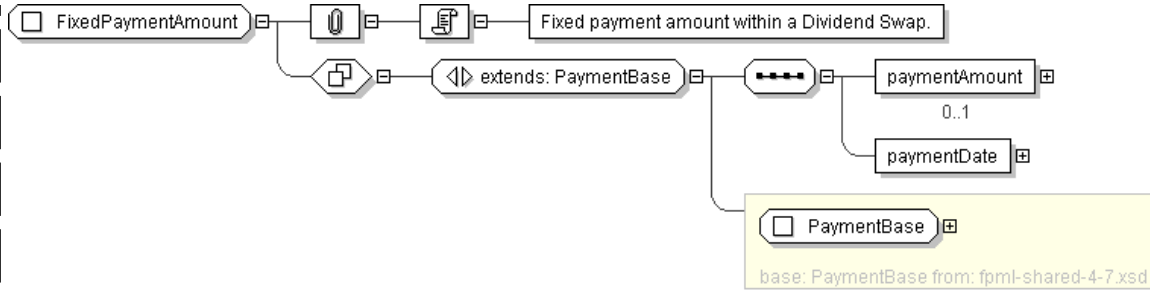 FixedPaymentAmount
Fixed payment amount within a Dividend Swap.
extends: PaymentBase
paymentAmount
0..1
paymentDate
PaymentBase
base: PaymentBase from: fpml-shared-4-7.xsd